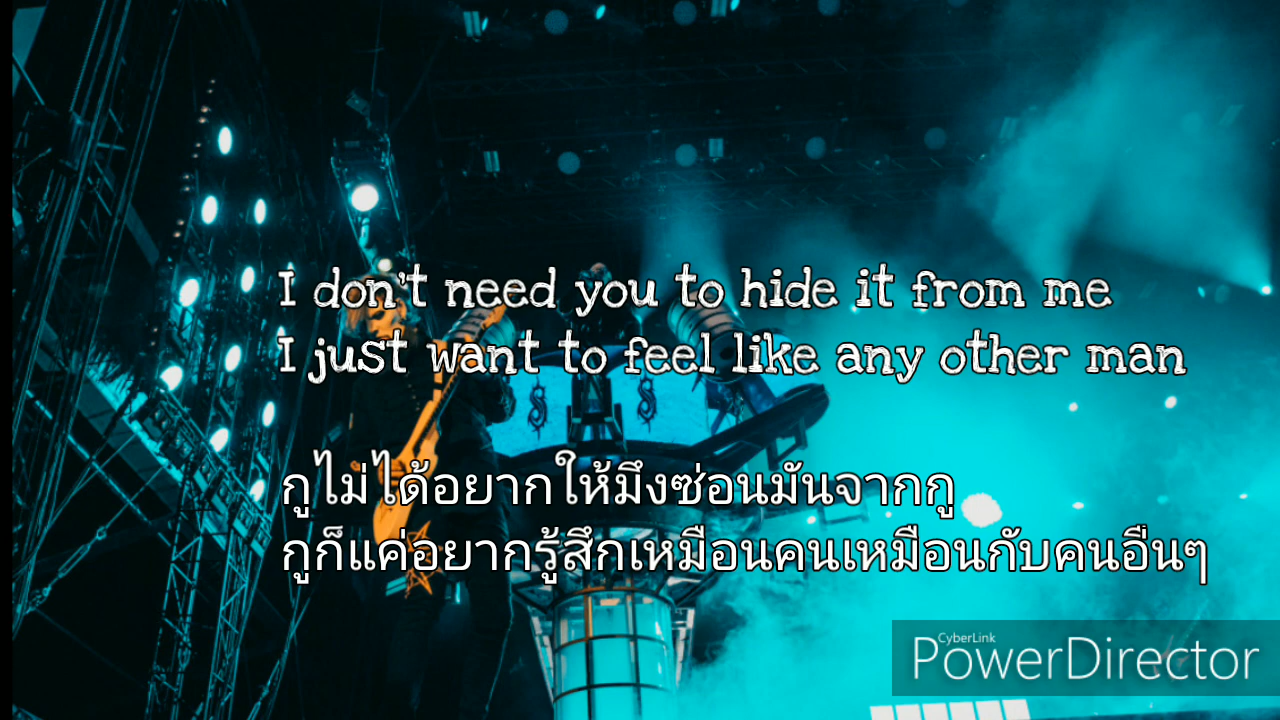 I don't need you to hide it from me
I just want to feel like any other man
กูไม่ได้อยากให้มึงซ่อนมันจากกู
กูก็แค่อยากรู้สึกเหมือนคนเหมือนกับคนอื่นๆ
CyberLink
PowerDirector